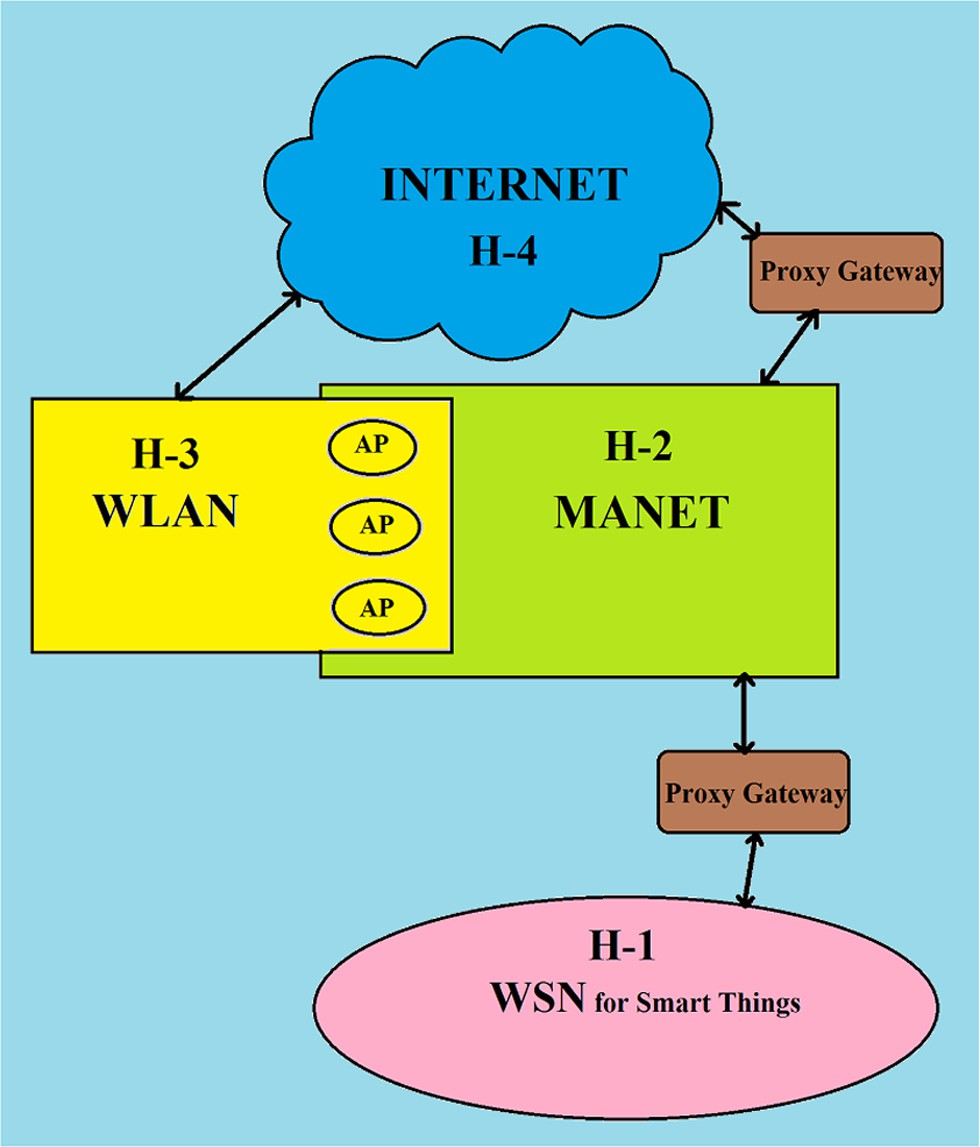 INTERNET
H-4
Proxy Gateway
H-3
WLAN
AP
AP
AP
H-2
MANET
Proxy Gateway
H-1
WSN for Smart Things